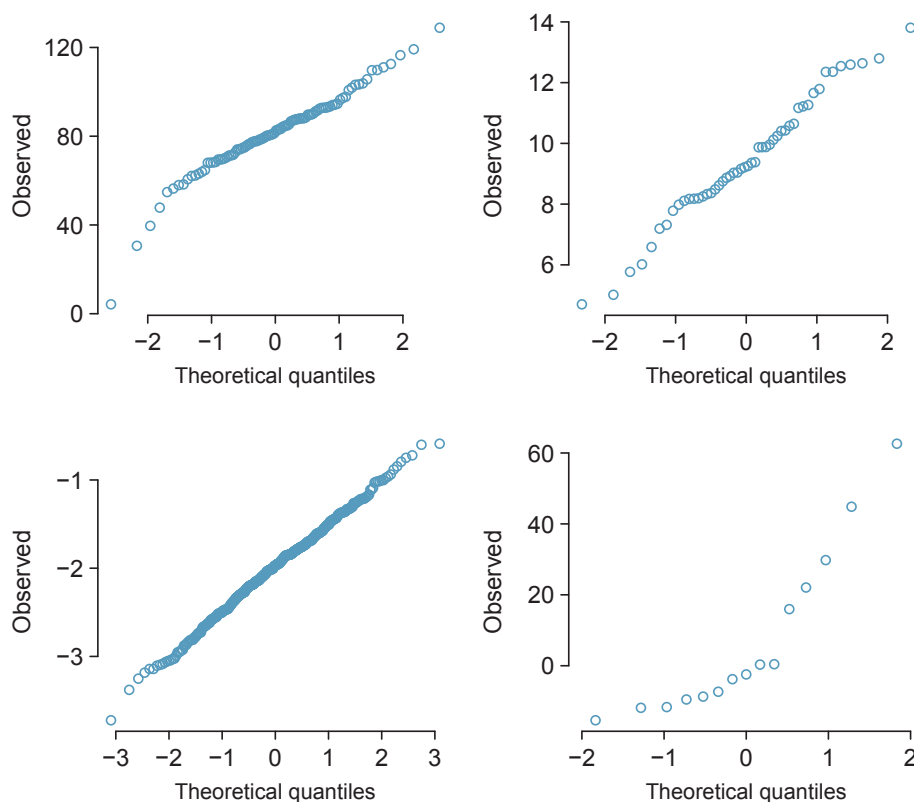 120
80
40
0
Observed
−2 −1 0 1 2
Theoretical quantiles
14
12
10
8
6
Observed
−2 −1 0 1 2
Theoretical quantiles
−1
−2
−3
Observed
−3 −2 −1 0 1 2 3
Theoretical quantiles
60
40
20
0
Observed
−2 −1 0 1 2
Theoretical quantiles